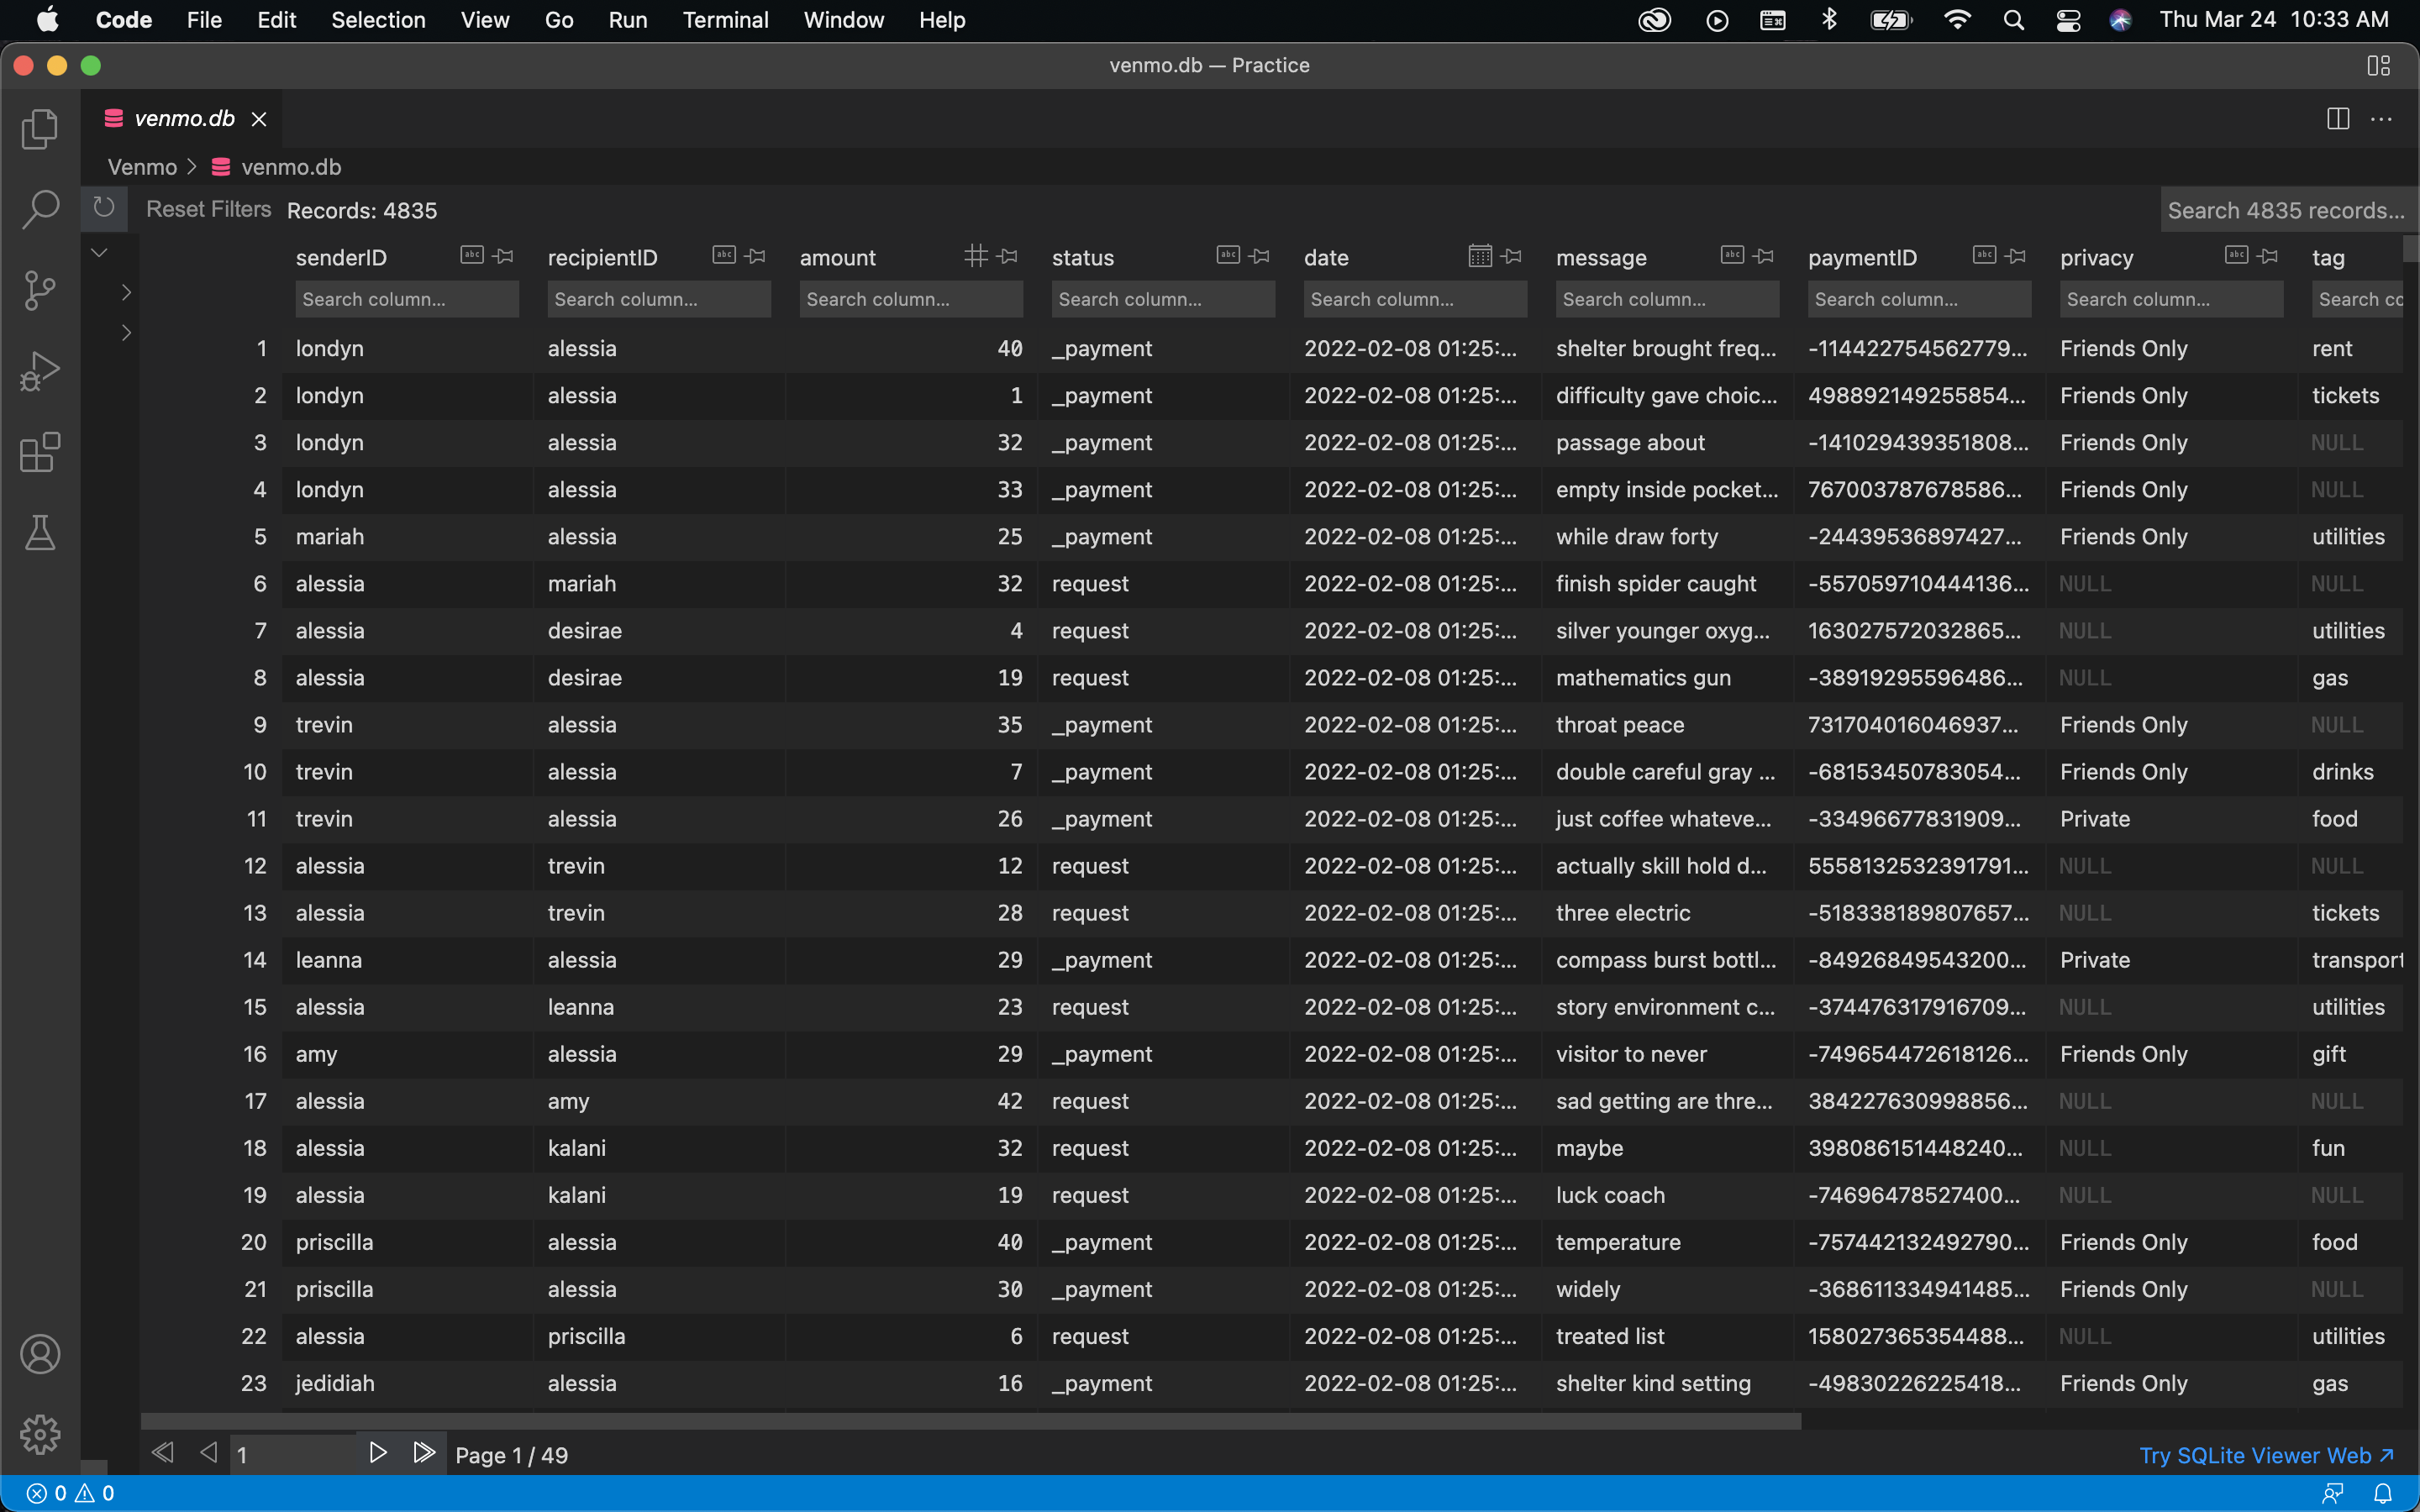 Code File Edit Selection View Go Run Terminal Window Help Thu Mar 24 10:33 AM
venmo.db — Practice
venmo.db
Venmo > venmo.db
Reset Filters Records: 4835 Search 4835 records...
senderID abc recipientID abc amount status abc date message abc paymentID abc privacy abc tag
Search column... Search column... Search column... Search column... Search column... Search column... Search column... Search column... Search co
1 londyn alessia 40 _payment 2022-02-08 01:25:... shelter brought freq... -114422754562779... Friends Only rent
2 londyn alessia 1 _payment 2022-02-08 01:25:... difficulty gave choic... 498892149255854... Friends Only tickets
3 londyn alessia 32 _payment 2022-02-08 01:25:... passage about -141029439351808... Friends Only NULL
4 londyn alessia 33 _payment 2022-02-08 01:25:... empty inside pocket... 767003787678586... Friends Only NULL
5 mariah alessia 25 _payment 2022-02-08 01:25:... while draw forty -24439536897427... Friends Only utilities
6 alessia mariah 32 request 2022-02-08 01:25:... finish spider caught -557059710444136... NULL NULL
7 alessia desirae 4 request 2022-02-08 01:25:... silver younger oxyg... 163027572032865... NULL utilities
8 alessia desirae 19 request 2022-02-08 01:25:... mathematics gun -38919295596486... NULL gas
9 trevin alessia 35 _payment 2022-02-08 01:25:... throat peace 731704016046937... Friends Only NULL
10 trevin alessia 7 _payment 2022-02-08 01:25:... double careful gray ... -68153450783054... Friends Only drinks
11 trevin alessia 26 _payment 2022-02-08 01:25:... just coffee whateve... -33496677831909... Private food
12 alessia trevin 12 request 2022-02-08 01:25:... actually skill hold d... 5558132532391791... NULL NULL
13 alessia trevin 28 request 2022-02-08 01:25:... three electric -518338189807657... NULL tickets
14 leanna alessia 29 _payment 2022-02-08 01:25:... compass burst bottl... -84926849543200... Private transport
15 alessia leanna 23 request 2022-02-08 01:25:... story environment c... -374476317916709... NULL utilities
16 amy alessia 29 _payment 2022-02-08 01:25:... visitor to never -749654472618126... Friends Only gift
17 alessia amy 42 request 2022-02-08 01:25:... sad getting are thre... 384227630998856... NULL NULL
18 alessia kalani 32 request 2022-02-08 01:25:... maybe 398086151448240... NULL fun
19 alessia kalani 19 request 2022-02-08 01:25:... luck coach -74696478527400... NULL NULL
20 priscilla alessia 40 _payment 2022-02-08 01:25:... temperature -757442132492790... Friends Only food
21 priscilla alessia 30 _payment 2022-02-08 01:25:... widely -368611334941485... Friends Only NULL
22 alessia priscilla 6 request 2022-02-08 01:25:... treated list 158027365354488... NULL utilities
23 jedidiah alessia 16 _payment 2022-02-08 01:25:... shelter kind setting -49830226225418... Friends Only gas
1 Page 1 / 49 Try SQLite Viewer Web ↗
0 0